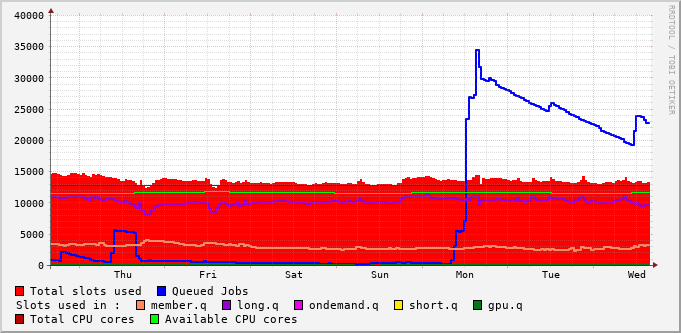 40000
35000
30000
25000
20000
15000
10000
5000
0
Thu Fri Sat Sun Mon Tue Wed
RRDTOOL / TOBI OETIKER
Total slots used Queued Jobs
Slots used in : member.q long.q ondemand.q short.q gpu.q
Total CPU cores Available CPU cores